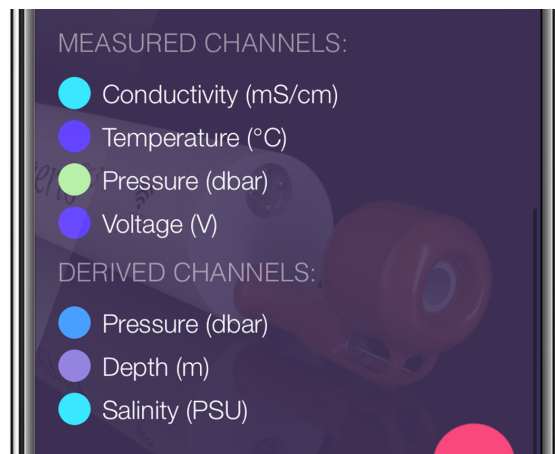 MEASURED CHANNELS:
Conductivity (mS/cm)
Temperature (°C)
Pressure (dbar)
Voltage (V)
DERIVED CHANNELS:
Pressure (dbar)
Depth (m)
Salinity (PSU)